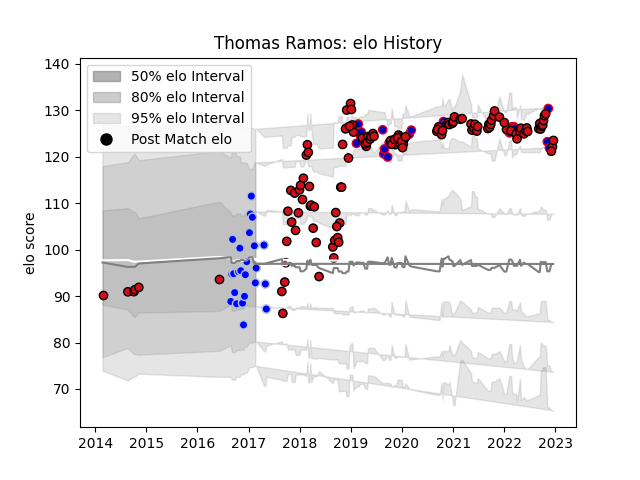 Thomas Ramos: elo History
140
130
120
110
100
90
80
70
elo score
50% elo Interval
80% elo Interval
95% elo Interval
Post Match elo
2014 2015 2016 2017 2018 2019 2020 2021 2022 2023